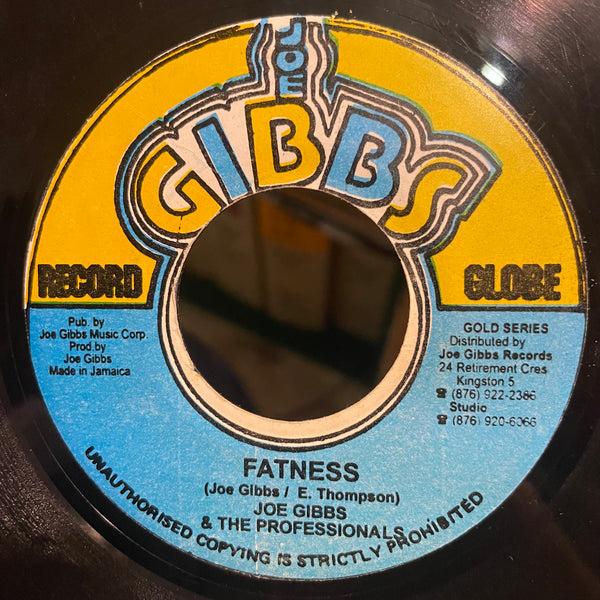 JOE
GIBBS
RECORD
GLOBE
Pub. by
Joe Gibbs Music Corp.
Prod.by
Joe Gibbs
Made in Jamaica
GOLD SERIES
Distributed by
Joe Gibbs Records
24 Retirement Cres
Kingston 5
☎ (876) 922-2386
Studio
☎ (876) 920-6066
FATNESS
(Joe Gibbs / E. Thompson)
JOE GIBBS
& THE PROFESSIONALS
UNAUTHORISED COPYING IS STRICTLY PROHIBITED